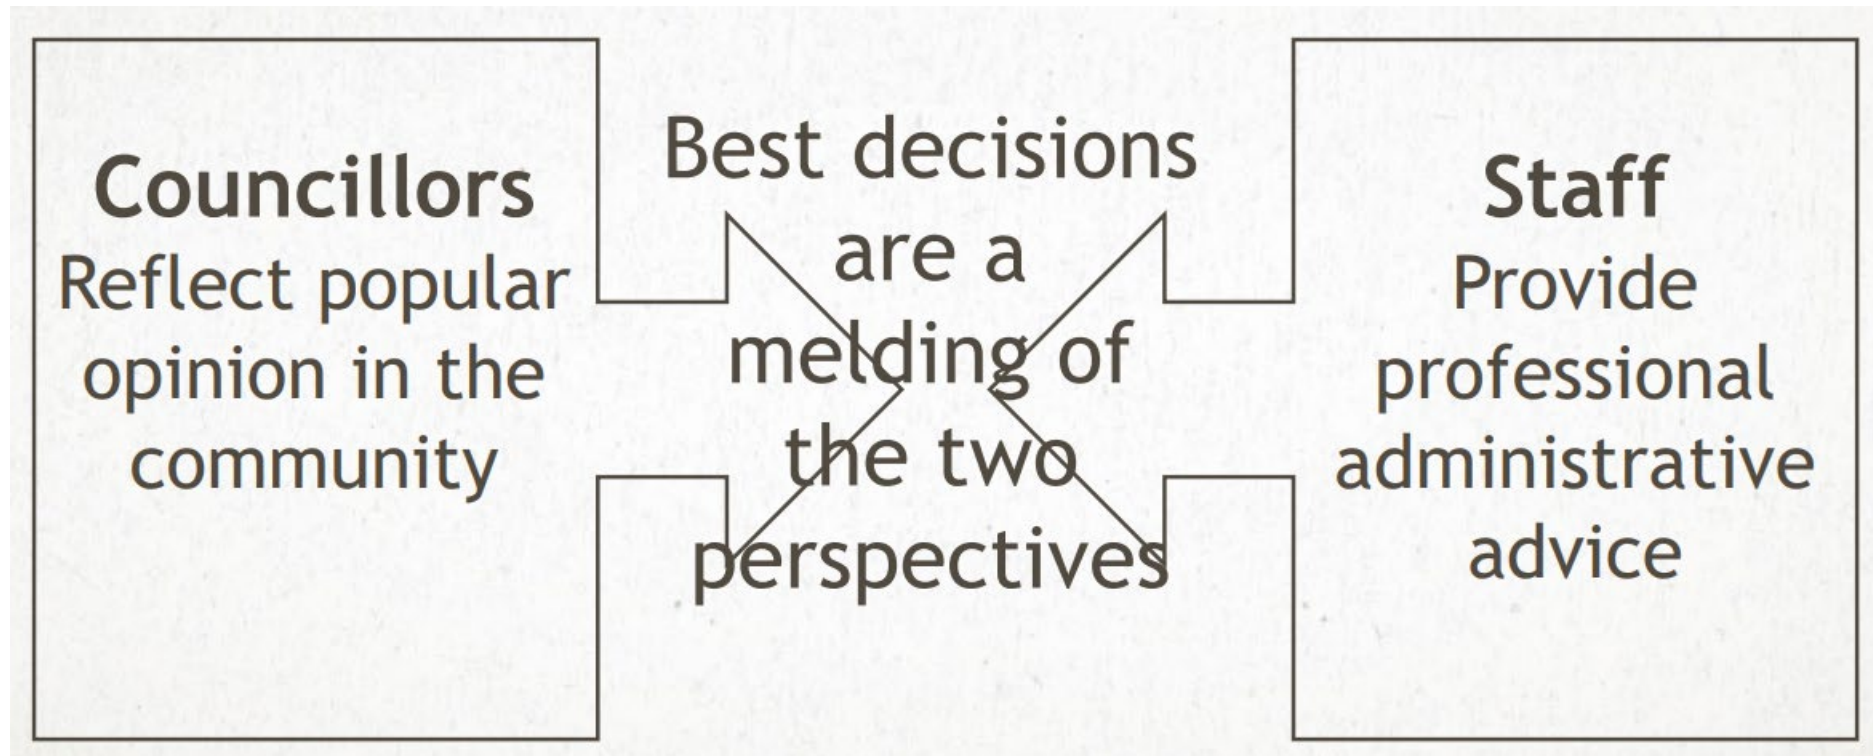 Councillors
Reflect popular
opinion in the
community
Best decisions
are a
melding of
the two
perspectives
Staff
Provide
professional
administrative
advice